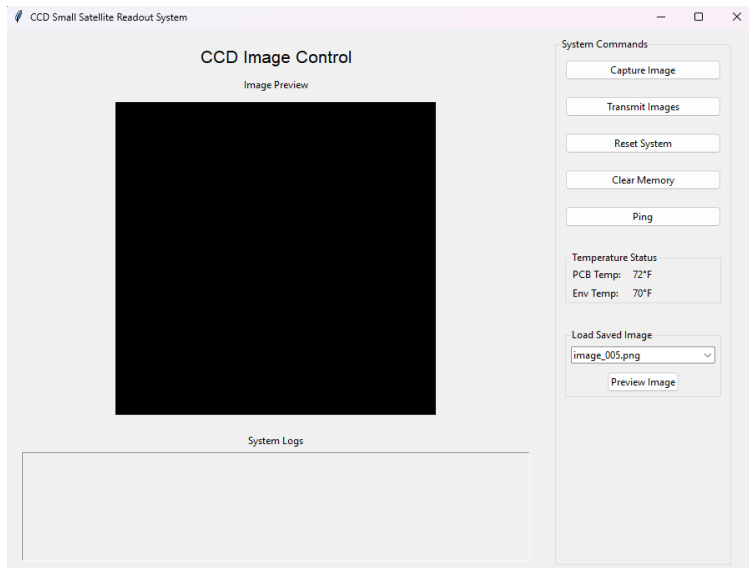 CCD Small Satellite Readout System
CCD Image Control
Image Preview
System Logs
System Commands
Capture Image
Transmit Images
Reset System
Clear Memory
Ping
Temperature Status
PCB Temp: 72°F
Env Temp: 70°F
Load Saved Image
image_005.png
Preview Image